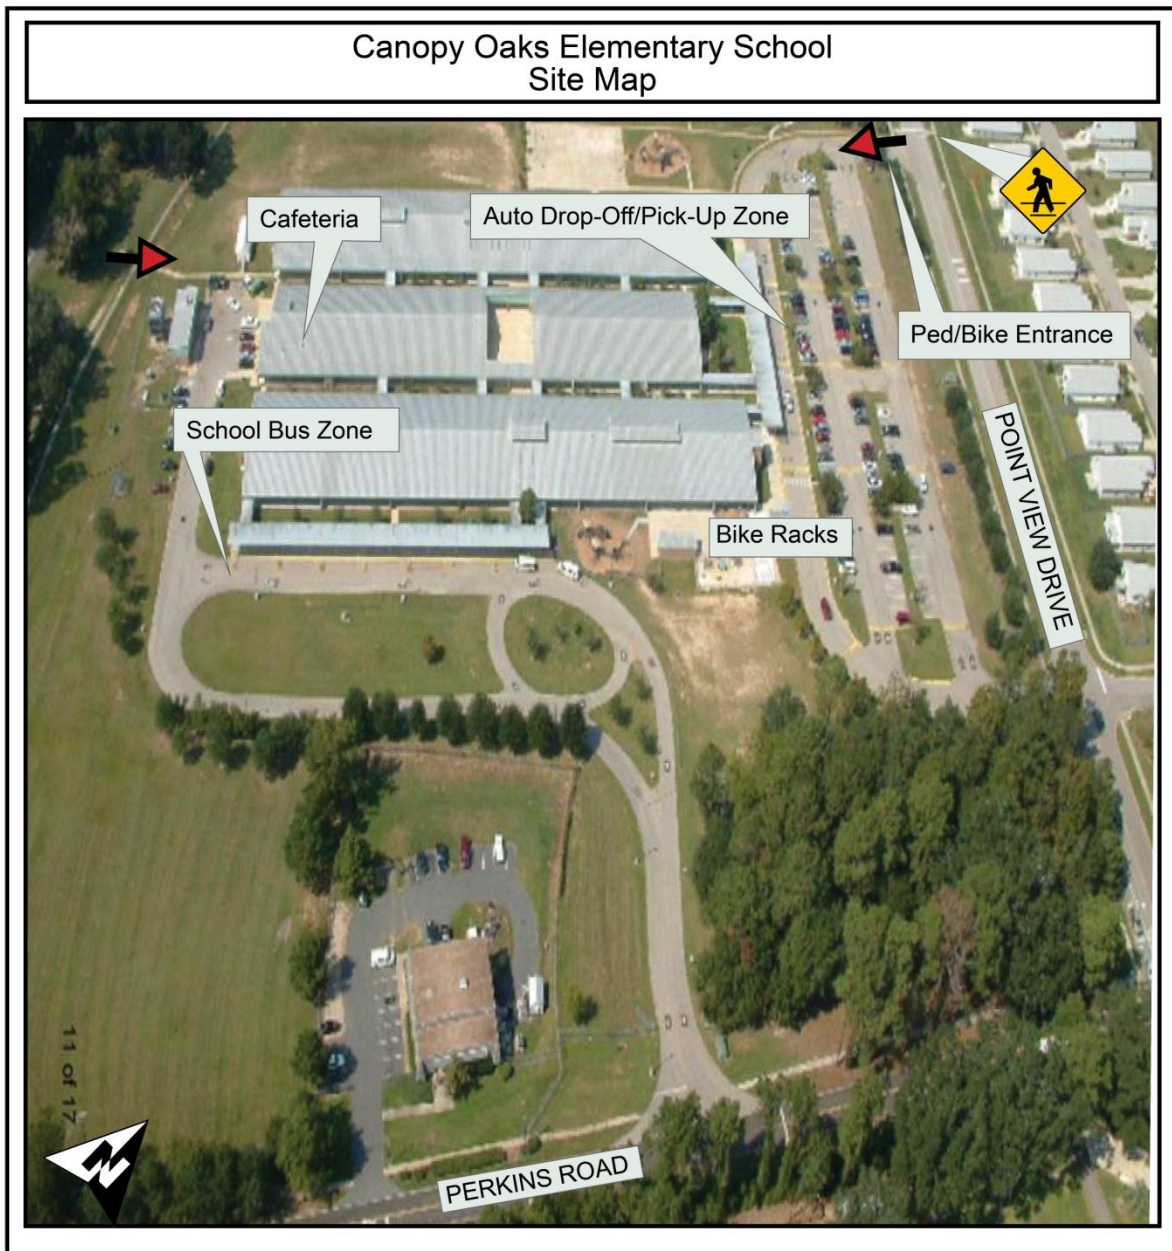 Canopy Oaks Elementary School
Site Map
Cafeteria
Auto Drop-Off/Pick-Up Zone
Ped/Bike Entrance
School Bus Zone
POINT VIEW DRIVE
Bike Racks
11 of 17
N
PERKINS ROAD